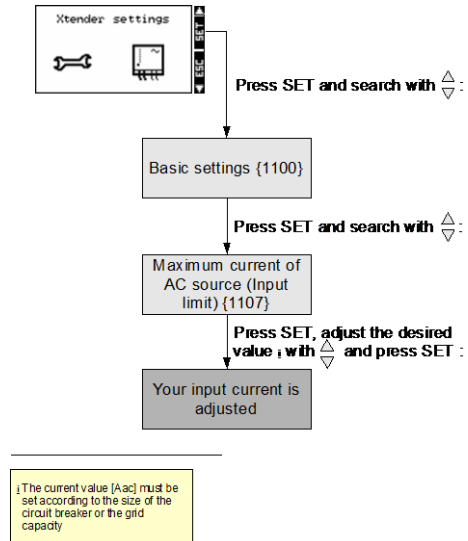 Xtender settings
SET
ESC
Press SET and search with :
Basic settings {1100}
Press SET and search with :
Maximum current of
AC source (Input
limit) {1107}
Press SET, adjust the desired
value i with and press SET :
Your input current is
adjusted
i The current value [Aac] must be
set according to the size of the
circuit breaker or the grid
capacity